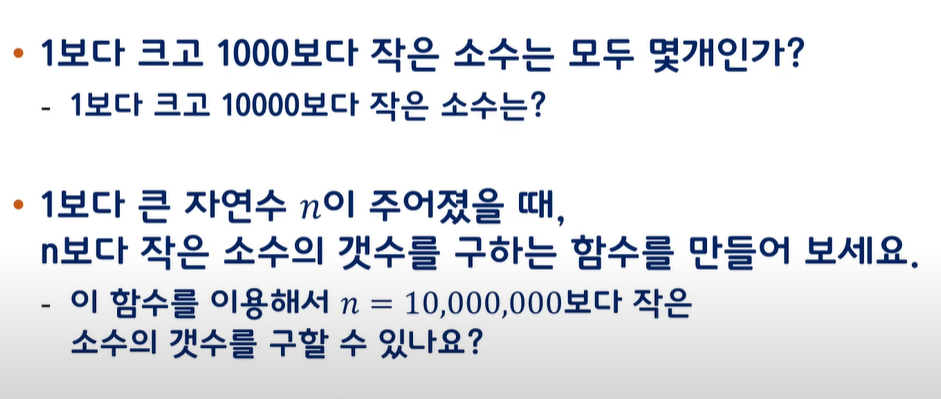 • 1보다 크고 1000보다 작은 소수는 모두 몇개인가?
- 1보다 크고 10000보다 작은 소수는?
• 1보다 큰 자연수 n이 주어졌을 때,
n보다 작은 소수의 갯수를 구하는 함수를 만들어 보세요.
- 이 함수를 이용해서 n = 10,000,000보다 작은
소수의 갯수를 구할 수 있나요?